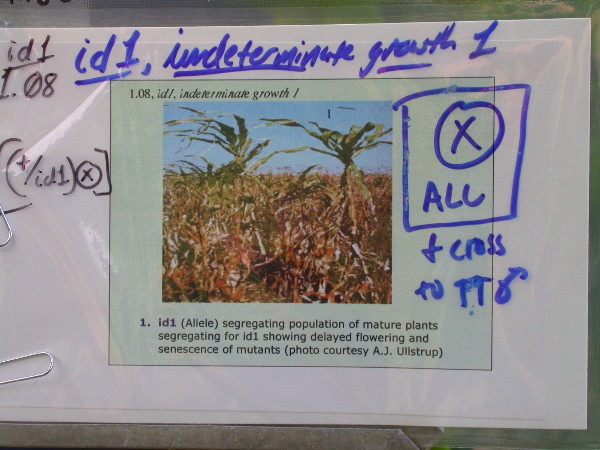 id1
1.08
id1, indeterminate growth 1
1.08, id1, indeterminate growth 1
1
(+/id1)ⓧ]
ⓧ
ALL
+ cross
to TT♂
1. id1 (Allele) segregating population of mature plants
segregating for id1 showing delayed flowering and
senescence of mutants (photo courtesy A.J. Ullstrup)